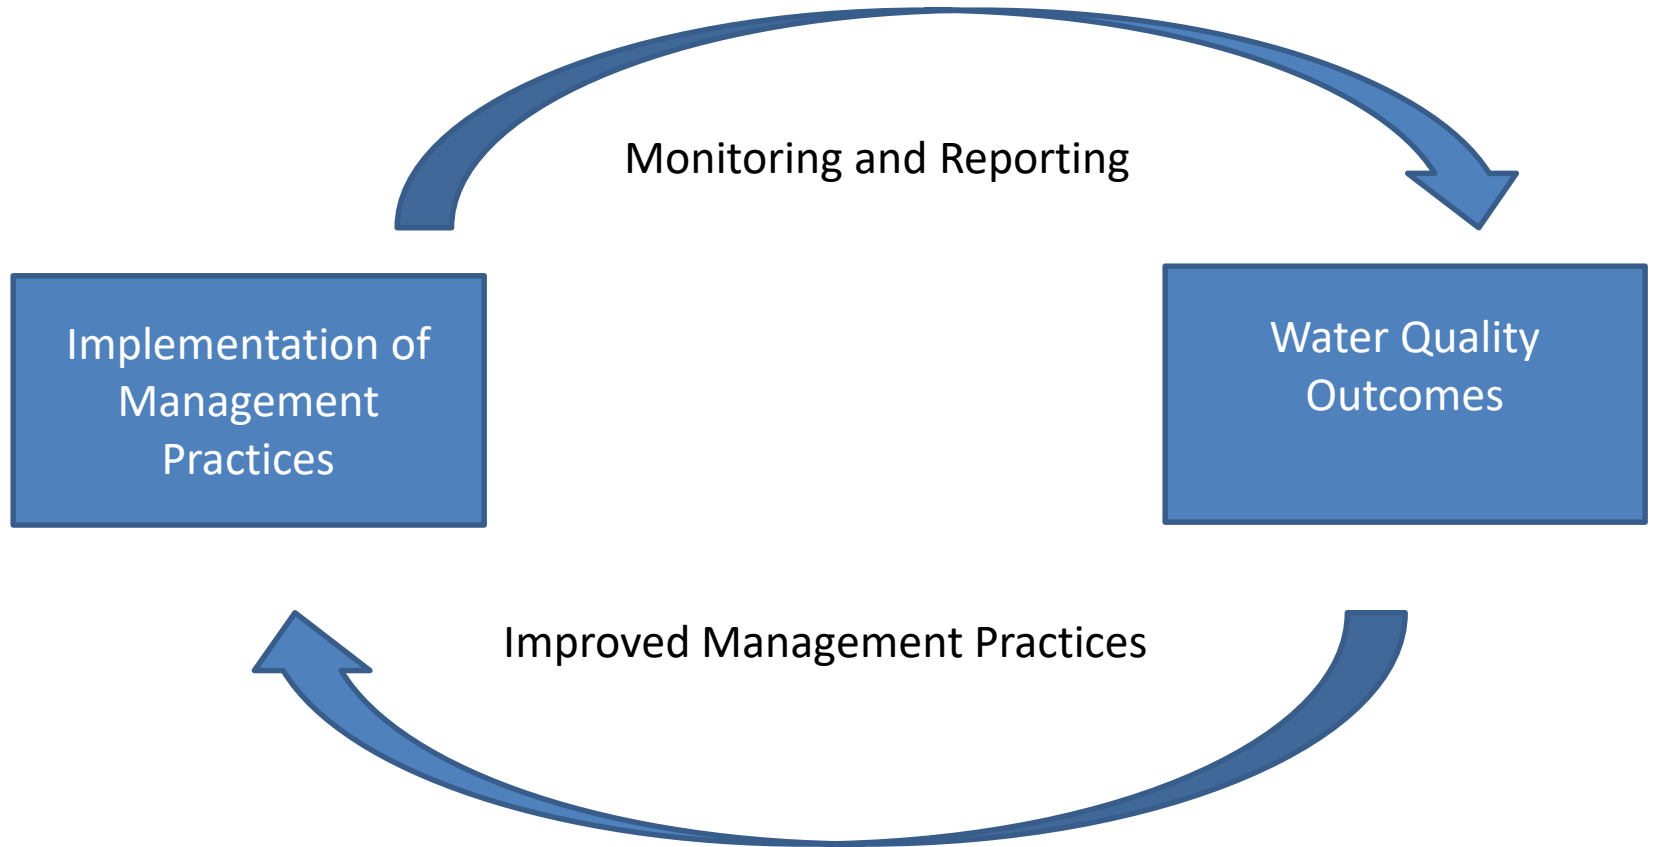 Monitoring and Reporting
Implementation of
Management
Practices
Water Quality
Outcomes
Improved Management Practices